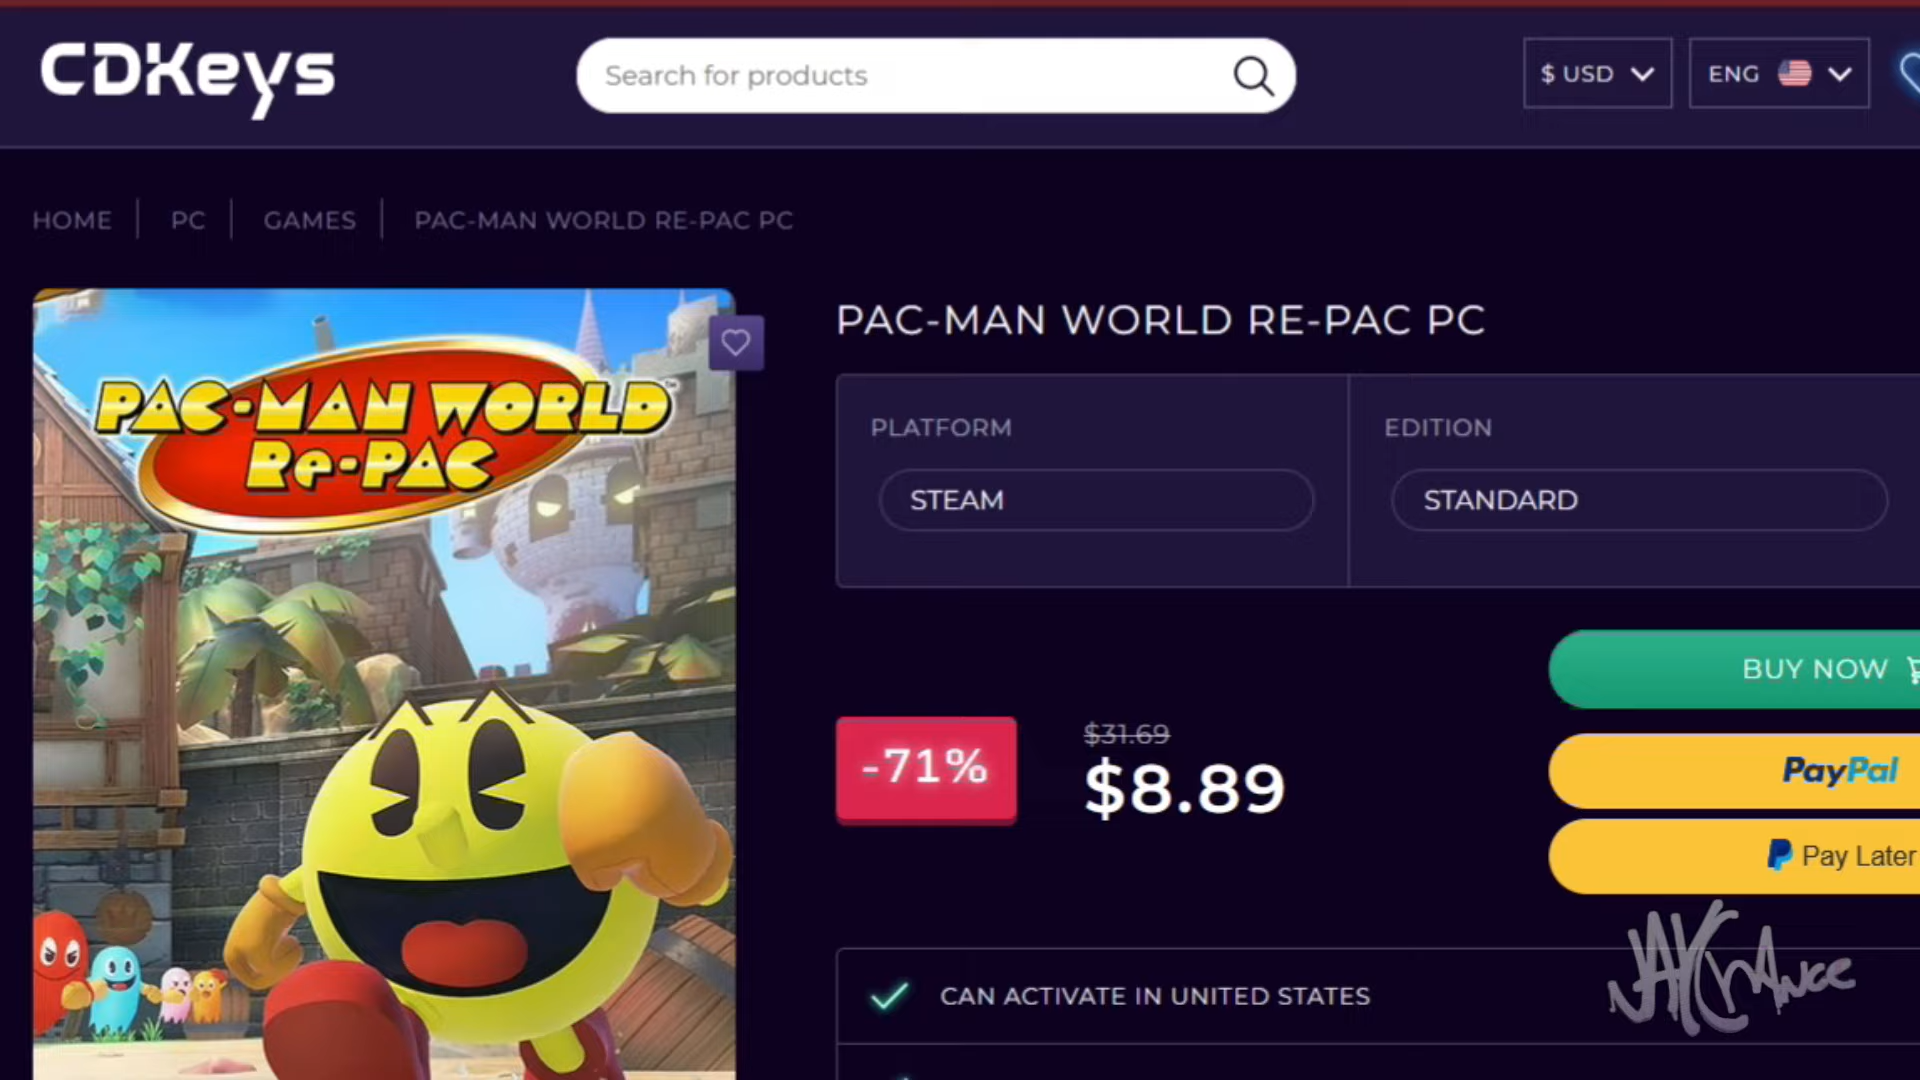 CDKeys
Search for products
$ USD
ENG
HOME
PC
GAMES
PAC-MAN WORLD RE-PAC PC
PAC-MAN WORLD™
Re-PAC
PAC-MAN WORLD RE-PAC PC
PLATFORM
EDITION
STEAM
STANDARD
BUY NOW
-71%
$31.69
$8.89
PayPal
Pay Later
CAN ACTIVATE IN UNITED STATES
JAKChANce